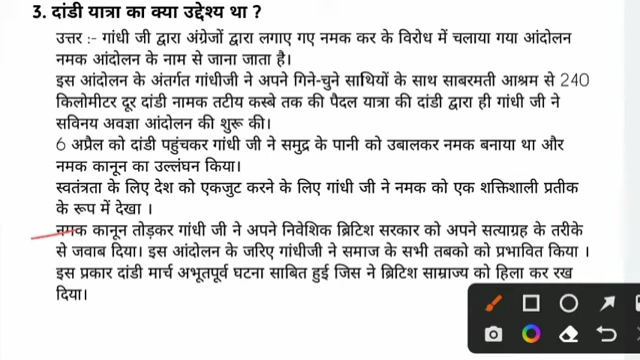 3. दांडी यात्रा का क्या उद्देश्य था ?
उत्तर :- गांधी जी द्वारा अंग्रेजों द्वारा लगाए गए नमक कर के विरोध में चलाया गया आंदोलन
नमक आंदोलन के नाम से जाना जाता है।
इस आंदोलन के अंतर्गत गांधीजी ने अपने गिने-चुने साथियों के साथ साबरमती आश्रम से 240
किलोमीटर दूर दांडी नामक तटीय कस्बे तक की पैदल यात्रा की दांडी द्वारा ही गांधी जी ने
सविनय अवज्ञा आंदोलन की शुरू की।
6 अप्रैल को दांडी पहुंचकर गांधी जी ने समुद्र के पानी को उबालकर नमक बनाया था और
नमक कानून का उल्लंघन किया।
स्वतंत्रता के लिए देश को एकजुट करने के लिए गांधी जी ने नमक को एक शक्तिशाली प्रतीक
के रूप में देखा ।
नमक कानून तोड़कर गांधी जी ने अपने निवेशिक ब्रिटिश सरकार को अपने सत्याग्रह के तरीके
से जवाब दिया। इस आंदोलन के जरिए गांधीजी ने समाज के सभी तबको को प्रभावित किया ।
इस प्रकार दांडी मार्च अभूतपूर्व घटना साबित हुई जिस ने ब्रिटिश साम्राज्य को हिला कर रख
दिया।